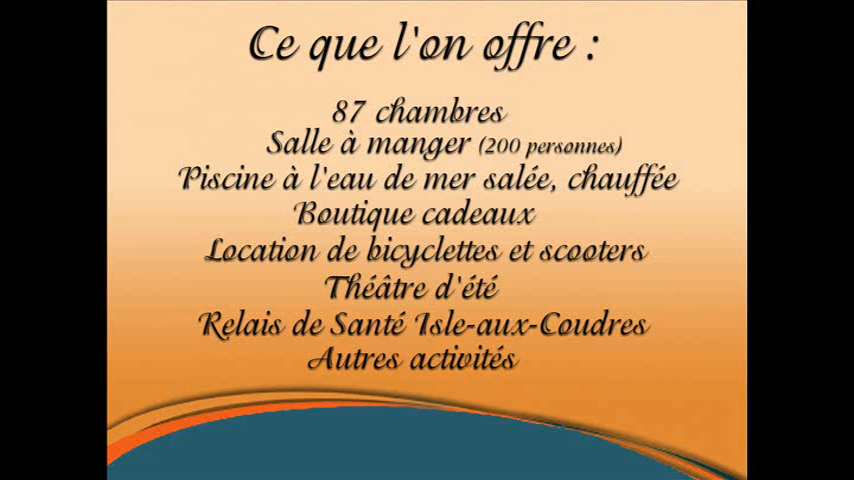 Ce que l'on offre :
87 chambres
Salle à manger (200 personnes)
Piscine à l'eau de mer salée, chauffée
Boutique cadeaux
Location de bicyclettes et scooters
Théâtre d'été
Relais de Santé Isle-aux-Coudres
Autres activités